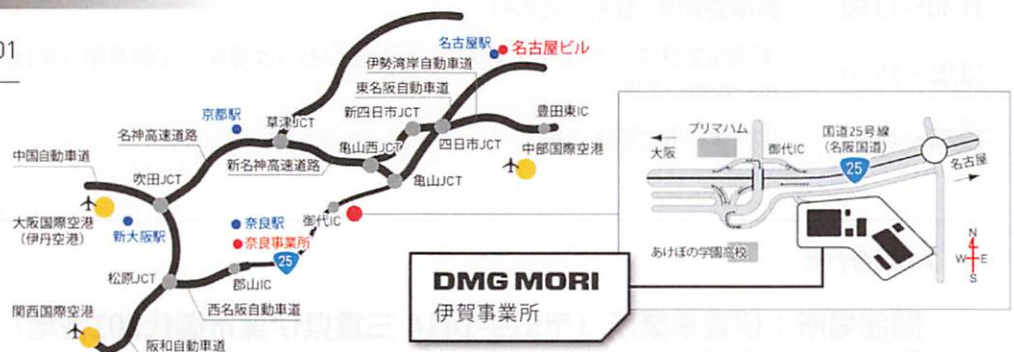 01
名古屋駅
名古屋ビル
伊勢湾岸自動車道
東名阪自動車道
京都駅
新四日市JCT
豊田東IC
草津JCT
名神高速道路
亀山西JCT
四日市JCT
中部国際空港
中国自動車道
新名神高速道路
吹田JCT
亀山JCT
大阪国際空港
(伊丹空港)
新大阪駅
奈良駅
奈良事業所
御代IC
25
松原JCT
郡山IC
西名阪自動車道
関西国際空港
阪和自動車道
DMG MORI
伊賀事業所
プリマハム
大阪
御代IC
国道25号線
(名阪国道)
25
名古屋
あけぼの学園高校
N
W E
S